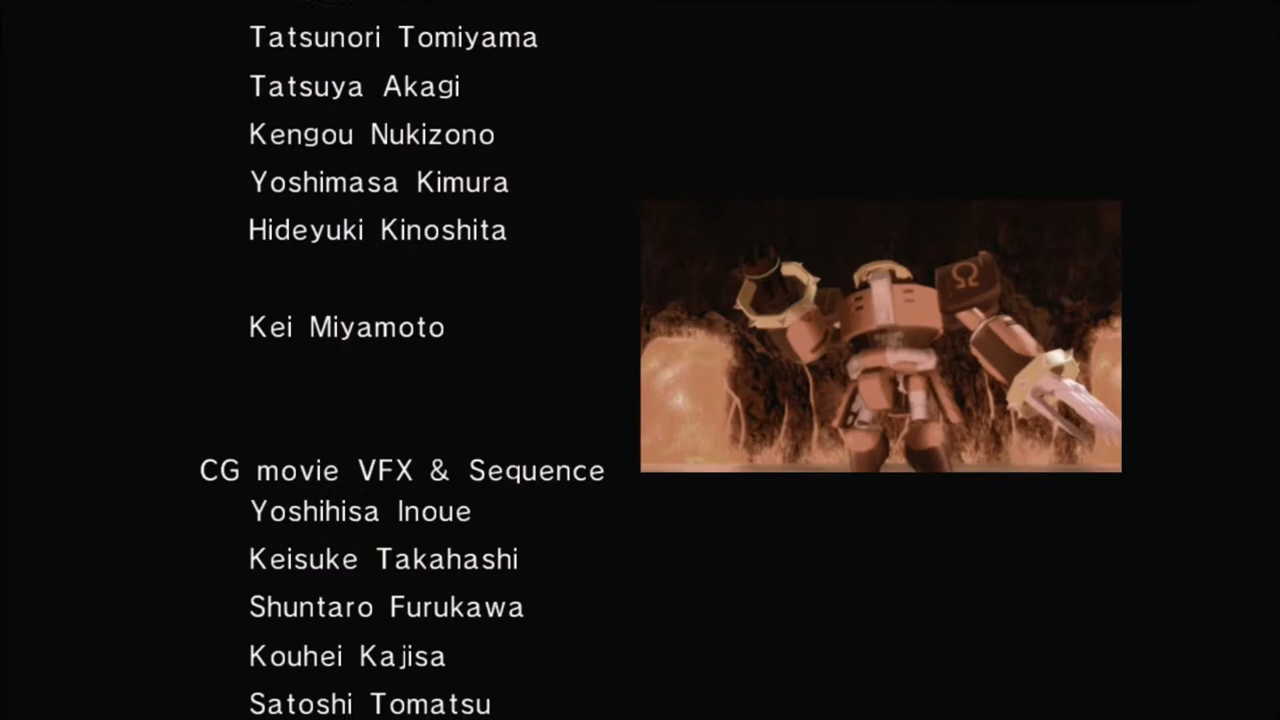 Tatsunori Tomiyama
Tatsuya Akagi
Kengou Nukizono
Yoshimasa Kimura
Hideyuki Kinoshita
Kei Miyamoto
Ω
CG movie VFX & Sequence
Yoshihisa Inoue
Keisuke Takahashi
Shuntaro Furukawa
Kouhei Kajisa
Satoshi Tomatsu